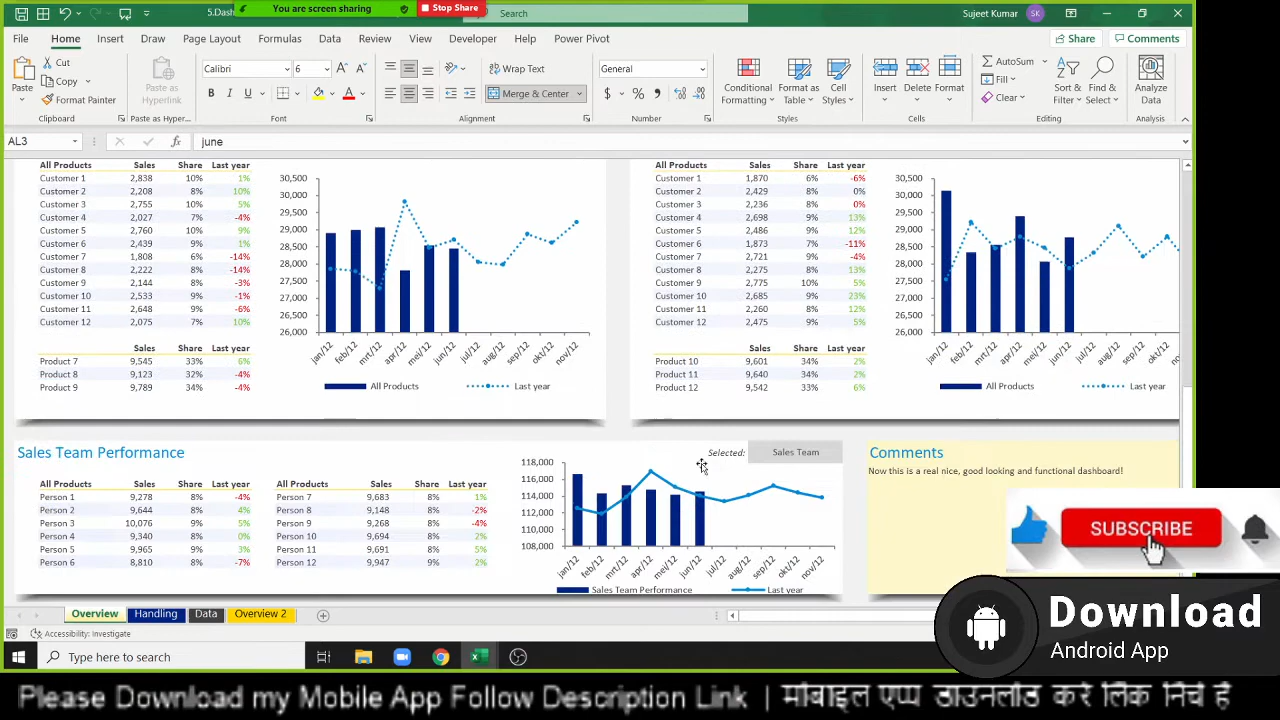 5.Dash
You are screen sharing
Stop Share
Search
Sujeet Kumar
SK
File Home Insert Draw Page Layout Formulas Data Review View Developer Help Power Pivot
Share Comments
Paste
Cut
Copy
Format Painter
Clipboard
Paste as Hyperlink
Paste as Hyper...
Calibri 6
B I U
Font
Wrap Text
Merge & Center
Alignment
General
$ % ,
Number
Conditional Formatting
Format as Table
Cell Styles
Styles
Insert Delete Format
Cells
AutoSum
Fill
Clear
Sort & Filter
Find & Select
Editing
Analyze Data
Analysis
AL3
fx june
All Products Sales Share Last year
Customer 1 2,838 10% 1%
Customer 2 2,208 8% 10%
Customer 3 2,755 10% 5%
Customer 4 2,027 7% -4%
Customer 5 2,760 10% 9%
Customer 6 2,439 9% 1%
Customer 7 1,808 6% -14%
Customer 8 2,222 8% -14%
Customer 9 2,144 8% -3%
Customer 10 2,533 9% -1%
Customer 11 2,648 9% -6%
Customer 12 2,075 7% 10%
Sales Share Last year
Product 7 9,545 33% 6%
Product 8 9,123 32% -4%
Product 9 9,789 34% -4%
30,500
30,000
29,500
29,000
28,500
28,000
27,500
27,000
26,500
26,000
jan/12 feb/12 mrt/12 apr/12 mei/12 jun/12 jul/12 aug/12 sep/12 okt/12 nov/12
All Products Last year
All Products Sales Share Last year
Customer 1 1,870 6% -6%
Customer 2 2,429 8% 0%
Customer 3 2,236 8% 0%
Customer 4 2,698 9% 13%
Customer 5 2,486 9% 12%
Customer 6 1,873 7% -11%
Customer 7 2,721 9% -4%
Customer 8 2,275 8% 13%
Customer 9 2,775 10% 5%
Customer 10 2,685 9% 23%
Customer 11 2,260 8% 12%
Customer 12 2,475 9% 5%
Sales Share Last year
Product 10 9,601 34% 2%
Product 11 9,640 34% 2%
Product 12 9,542 33% 6%
30,500
30,000
29,500
29,000
28,500
28,000
27,500
27,000
26,500
26,000
jan/12 feb/12 mrt/12 apr/12 mei/12 jun/12 jul/12 aug/12 sep/12 okt/12 no
All Products Last year
Sales Team Performance
All Products Sales Share Last year
Person 1 9,278 8% -4%
Person 2 9,644 8% 4%
Person 3 10,076 9% 5%
Person 4 9,340 8% 0%
Person 5 9,965 9% 3%
Person 6 8,810 8% -7%
All Products Sales Share Last year
Person 7 9,683 8% 1%
Person 8 9,148 8% -2%
Person 9 9,268 8% -4%
Person 10 9,694 8% 2%
Person 11 9,691 8% 5%
Person 12 9,947 9% 2%
Selected: Sales Team
118,000
116,000
114,000
112,000
110,000
108,000
jan/12 feb/12 mrt/12 apr/12 mei/12 jun/12 jul/12 aug/12 sep/12 okt/12 nov/12
Sales Team Performance Last year
Comments
Now this is a real nice, good looking and functional dashboard!
SUBSCRIBE
Download
Android App
Overview Handling Data Overview 2
Accessibility: Investigate
Type here to search
Please Download my Mobile App Follow Description Link | मोबाइल एप्प डाउनलोड करे लिंक निचे है